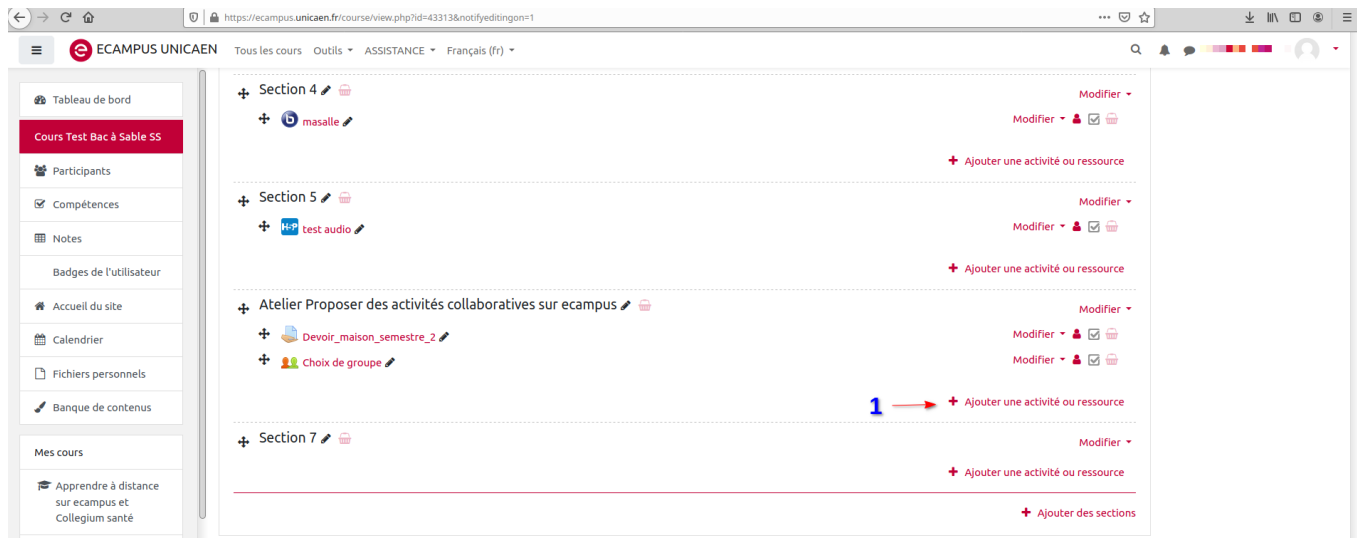 https://ecampus.unicaen.fr/course/view.php?id=43313&notifyeditingon=1
ECAMPUS UNICAEN Tous les cours Outils ASSISTANCE Français (fr)
Tableau de bord
Cours Test Bac à Sable SS
Participants
Compétences
Notes
Badges de l'utilisateur
Accueil du site
Calendrier
Fichiers personnels
Banque de contenus
Mes cours
Apprendre à distance
sur ecampus et
Collegium santé
Section 4
Modifier
masalle
Modifier
+ Ajouter une activité ou ressource
Section 5
Modifier
H-P test audio
Modifier
+ Ajouter une activité ou ressource
Atelier Proposer des activités collaboratives sur ecampus
Modifier
Devoir_maison_semestre_2
Modifier
Choix de groupe
Modifier
1
+ Ajouter une activité ou ressource
Section 7
Modifier
+ Ajouter une activité ou ressource
+ Ajouter des sections